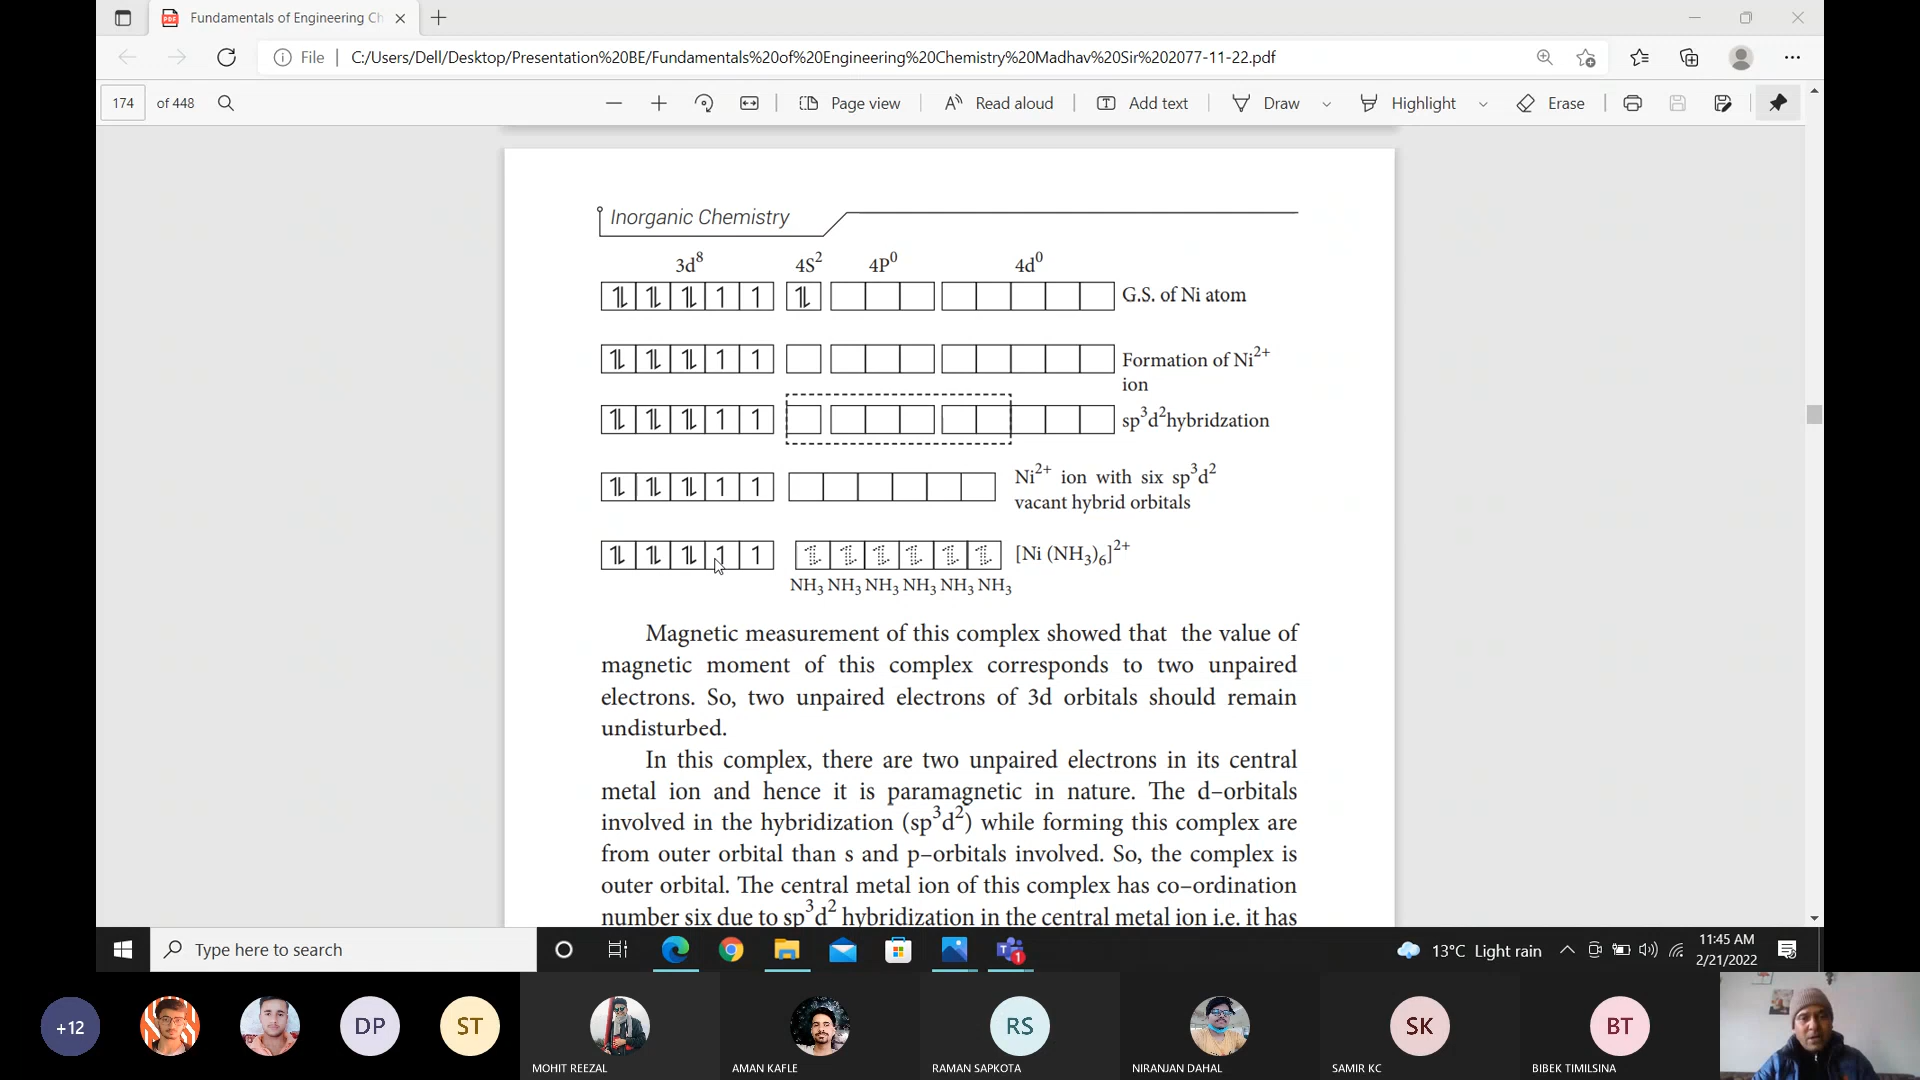 Fundamentals of Engineering Ch
File | C:/Users/Dell/Desktop/Presentation%20BE/Fundamentals%20of%20Engineering%20Chemistry%20Madhav%20Sir%202077-11-22.pdf
174 of 448 Page view Read aloud Add text Draw Highlight Erase
Inorganic Chemistry
3d⁸ 4S² 4P⁰ 4d⁰
G.S. of Ni atom
Formation of Ni²⁺
ion
sp³d²hybridzation
Ni²⁺ ion with six sp³d²
vacant hybrid orbitals
[Ni (NH₃)₆]²⁺
NH₃ NH₃ NH₃ NH₃ NH₃ NH₃
Magnetic measurement of this complex showed that the value of
magnetic moment of this complex corresponds to two unpaired
electrons. So, two unpaired electrons of 3d orbitals should remain
undisturbed.
In this complex, there are two unpaired electrons in its central
metal ion and hence it is paramagnetic in nature. The d–orbitals
involved in the hybridization (sp³d²) while forming this complex are
from outer orbital than s and p–orbitals involved. So, the complex is
outer orbital. The central metal ion of this complex has co–ordination
number six due to sp³d² hybridization in the central metal ion i.e. it has
Type here to search
1
13°C Light rain
11:45 AM
2/21/2022
+12
DP
ST
RS
SK
BT
MOHIT REEZAL
AMAN KAFLE
RAMAN SAPKOTA
NIRANJAN DAHAL
SAMIR KC
BIBEK TIMILSINA